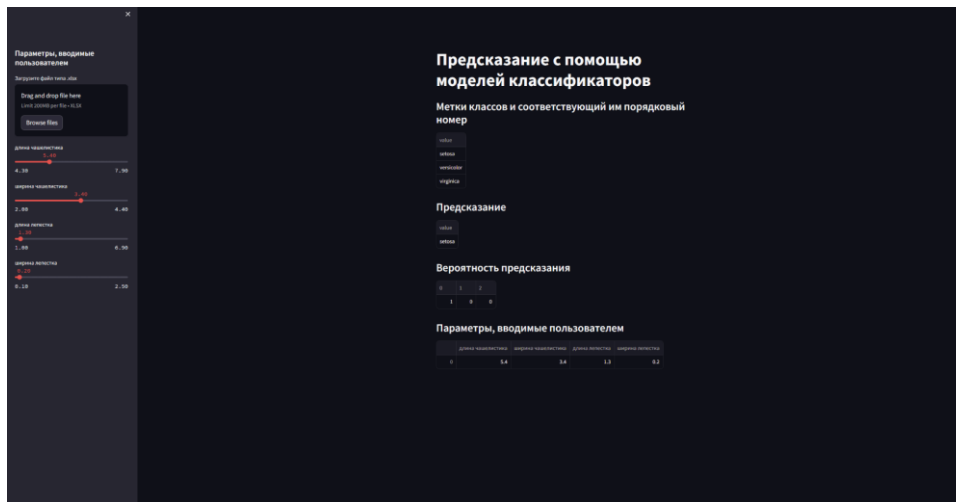 ×
Параметры, вводимые
пользователем
Загрузите файл типа .xlsx
Drag and drop file here
Limit 200MB per file • XLSX
Browse files
длина чашелистика
5.40
4.30 7.90
ширина чашелистика
3.40
2.00 4.40
длина лепестка
1.30
1.00 6.90
ширина лепестка
0.20
0.10 2.50
Предсказание с помощью
моделей классификаторов
Метки классов и соответствующий им порядковый
номер
value
setosa
versicolor
virginica
Предсказание
value
setosa
Вероятность предсказания
0 1 2
1 0 0
Параметры, вводимые пользователем
длина чашелистика ширина чашелистика длина лепестка ширина лепестка
0 5.4 3.4 1.3 0.2